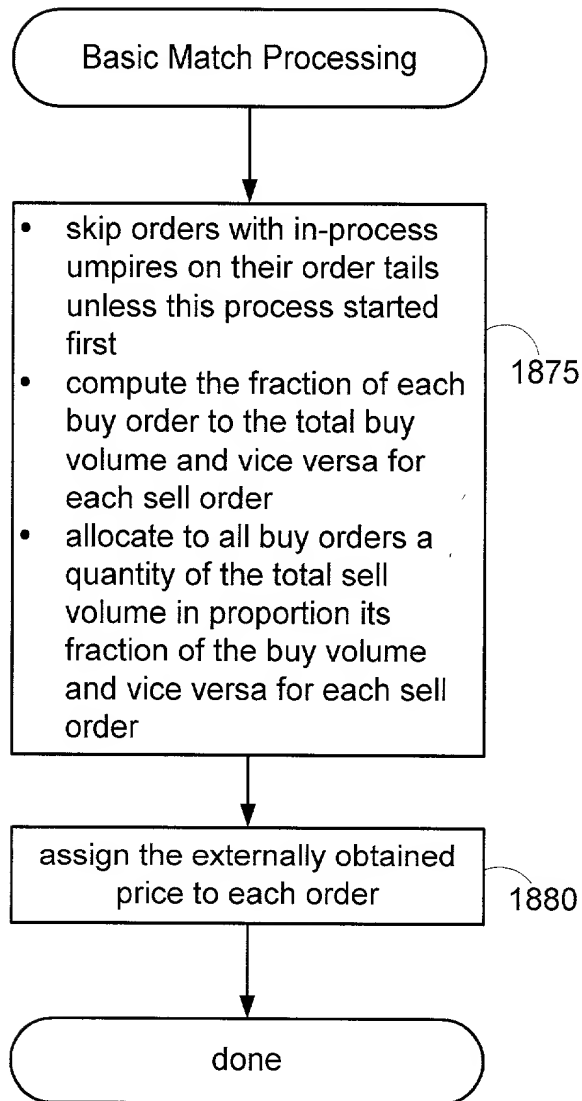 Basic Match Processing
• skip orders with in-process
umpires on their order tails
unless this process started
first
1875
• compute the fraction of each
buy order to the total buy
volume and vice versa for
each sell order
• allocate to all buy orders a
quantity of the total sell
volume in proportion its
fraction of the buy volume
and vice versa for each sell
order
assign the externally obtained
price to each order
1880
done